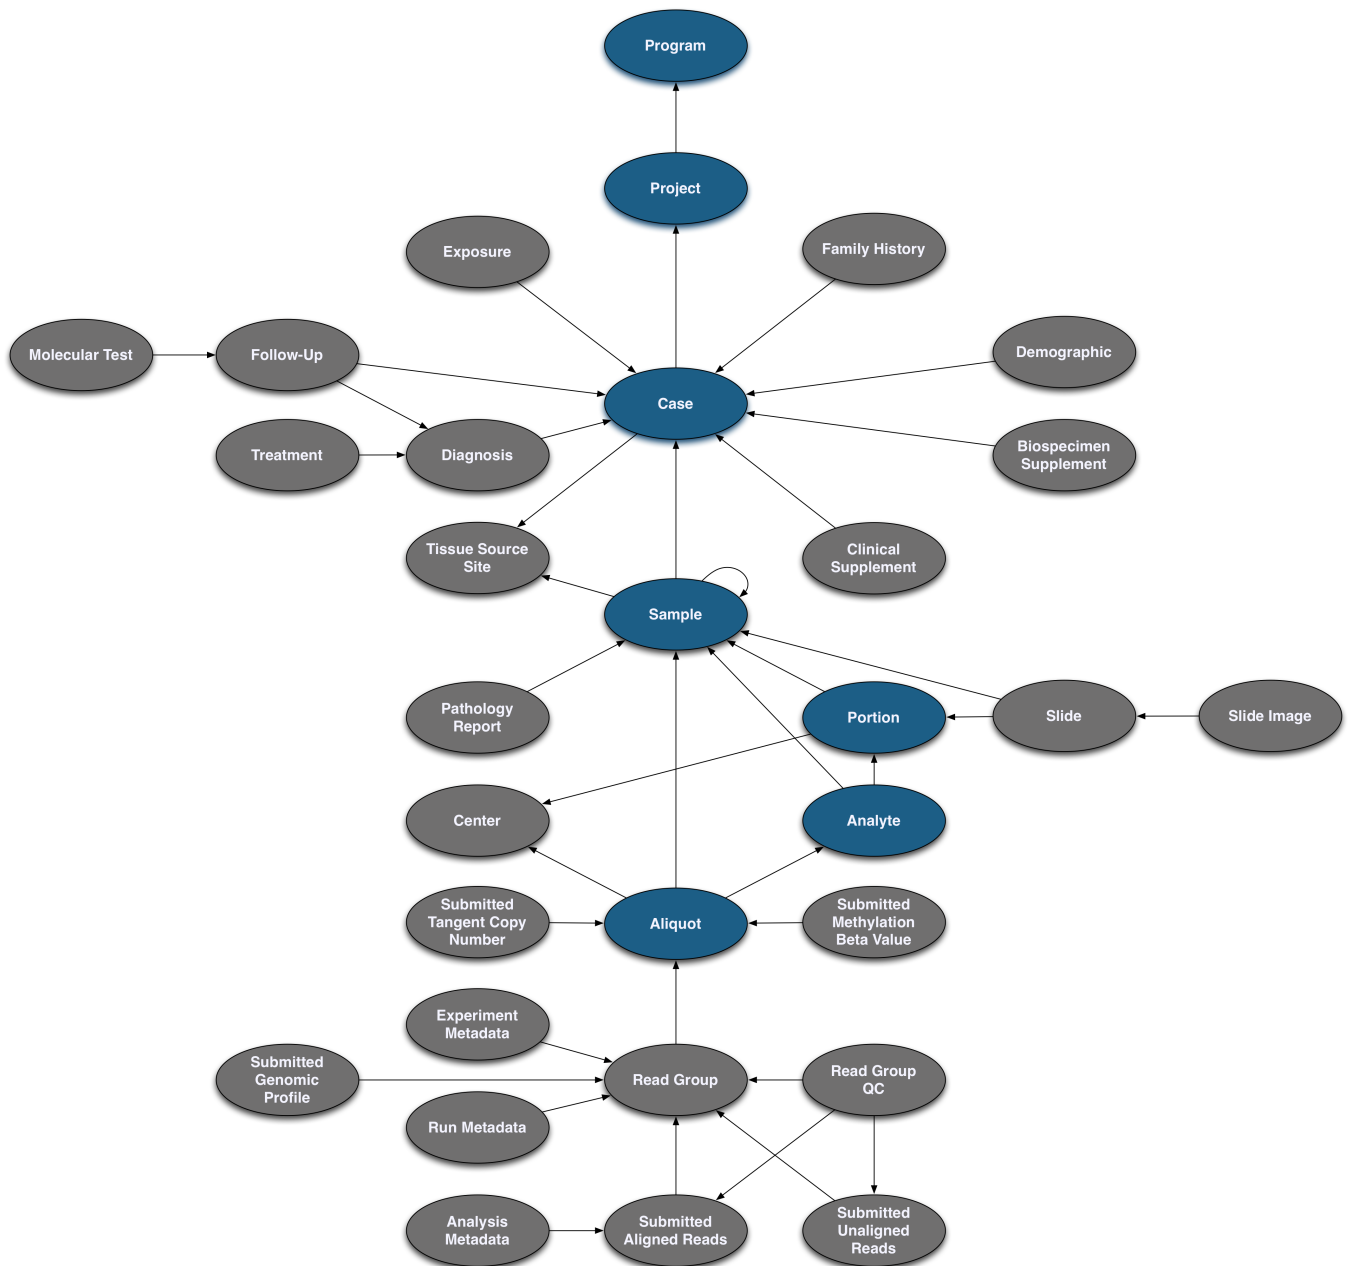 Program
Project
Exposure
Family History
Molecular Test
Follow-Up
Demographic
Case
Treatment
Diagnosis
Biospecimen
Supplement
Tissue Source
Site
Clinical
Supplement
Sample
Pathology
Report
Portion
Slide
Slide Image
Center
Analyte
Submitted
Tangent Copy
Number
Aliquot
Submitted
Methylation
Beta Value
Experiment
Metadata
Submitted
Genomic
Profile
Read Group
Read Group
QC
Run Metadata
Analysis
Metadata
Submitted
Aligned Reads
Submitted
Unaligned
Reads